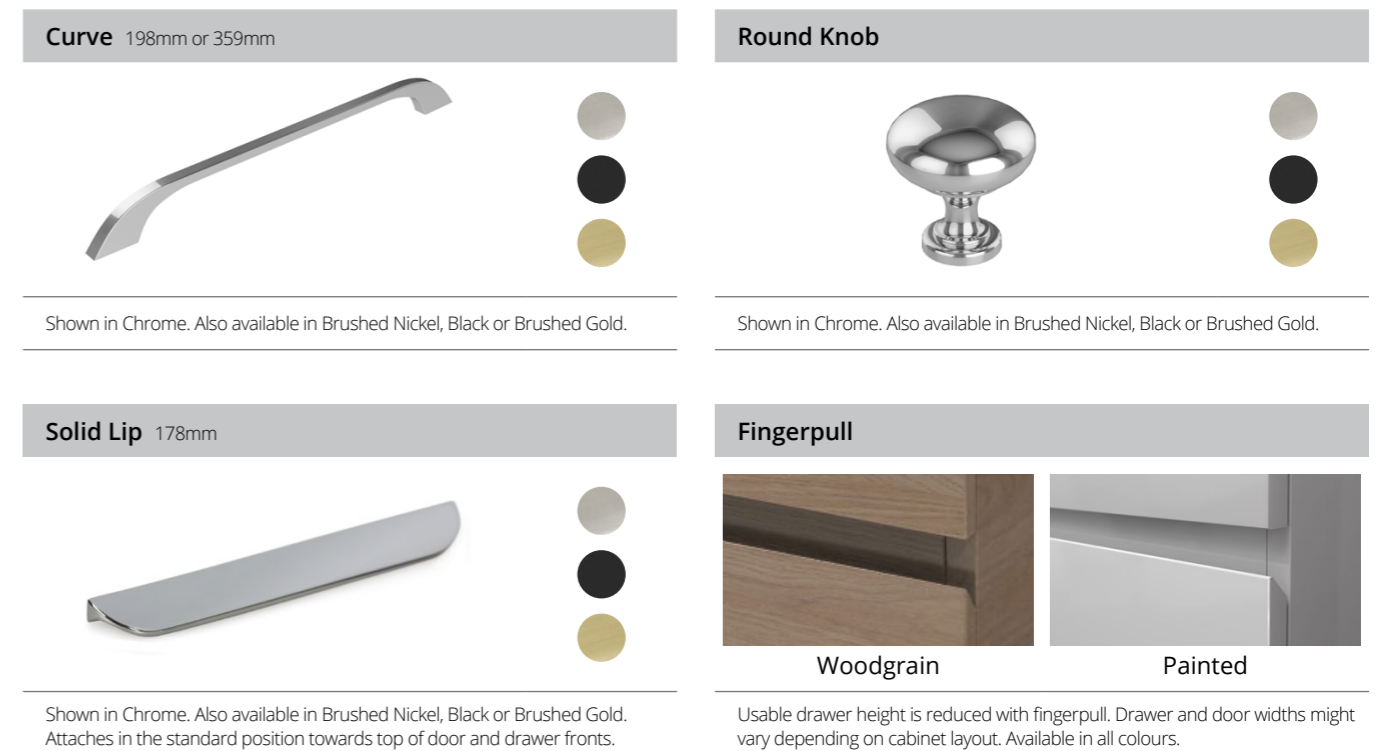 Curve 198mm or 359mm
Shown in Chrome. Also available in Brushed Nickel, Black or Brushed Gold.
Round Knob
Shown in Chrome. Also available in Brushed Nickel, Black or Brushed Gold.
Solid Lip 178mm
Shown in Chrome. Also available in Brushed Nickel, Black or Brushed Gold.
Attaches in the standard position towards top of door and drawer fronts.
Fingerpull
Woodgrain
Painted
Usable drawer height is reduced with fingerpull. Drawer and door widths might
vary depending on cabinet layout. Available in all colours.